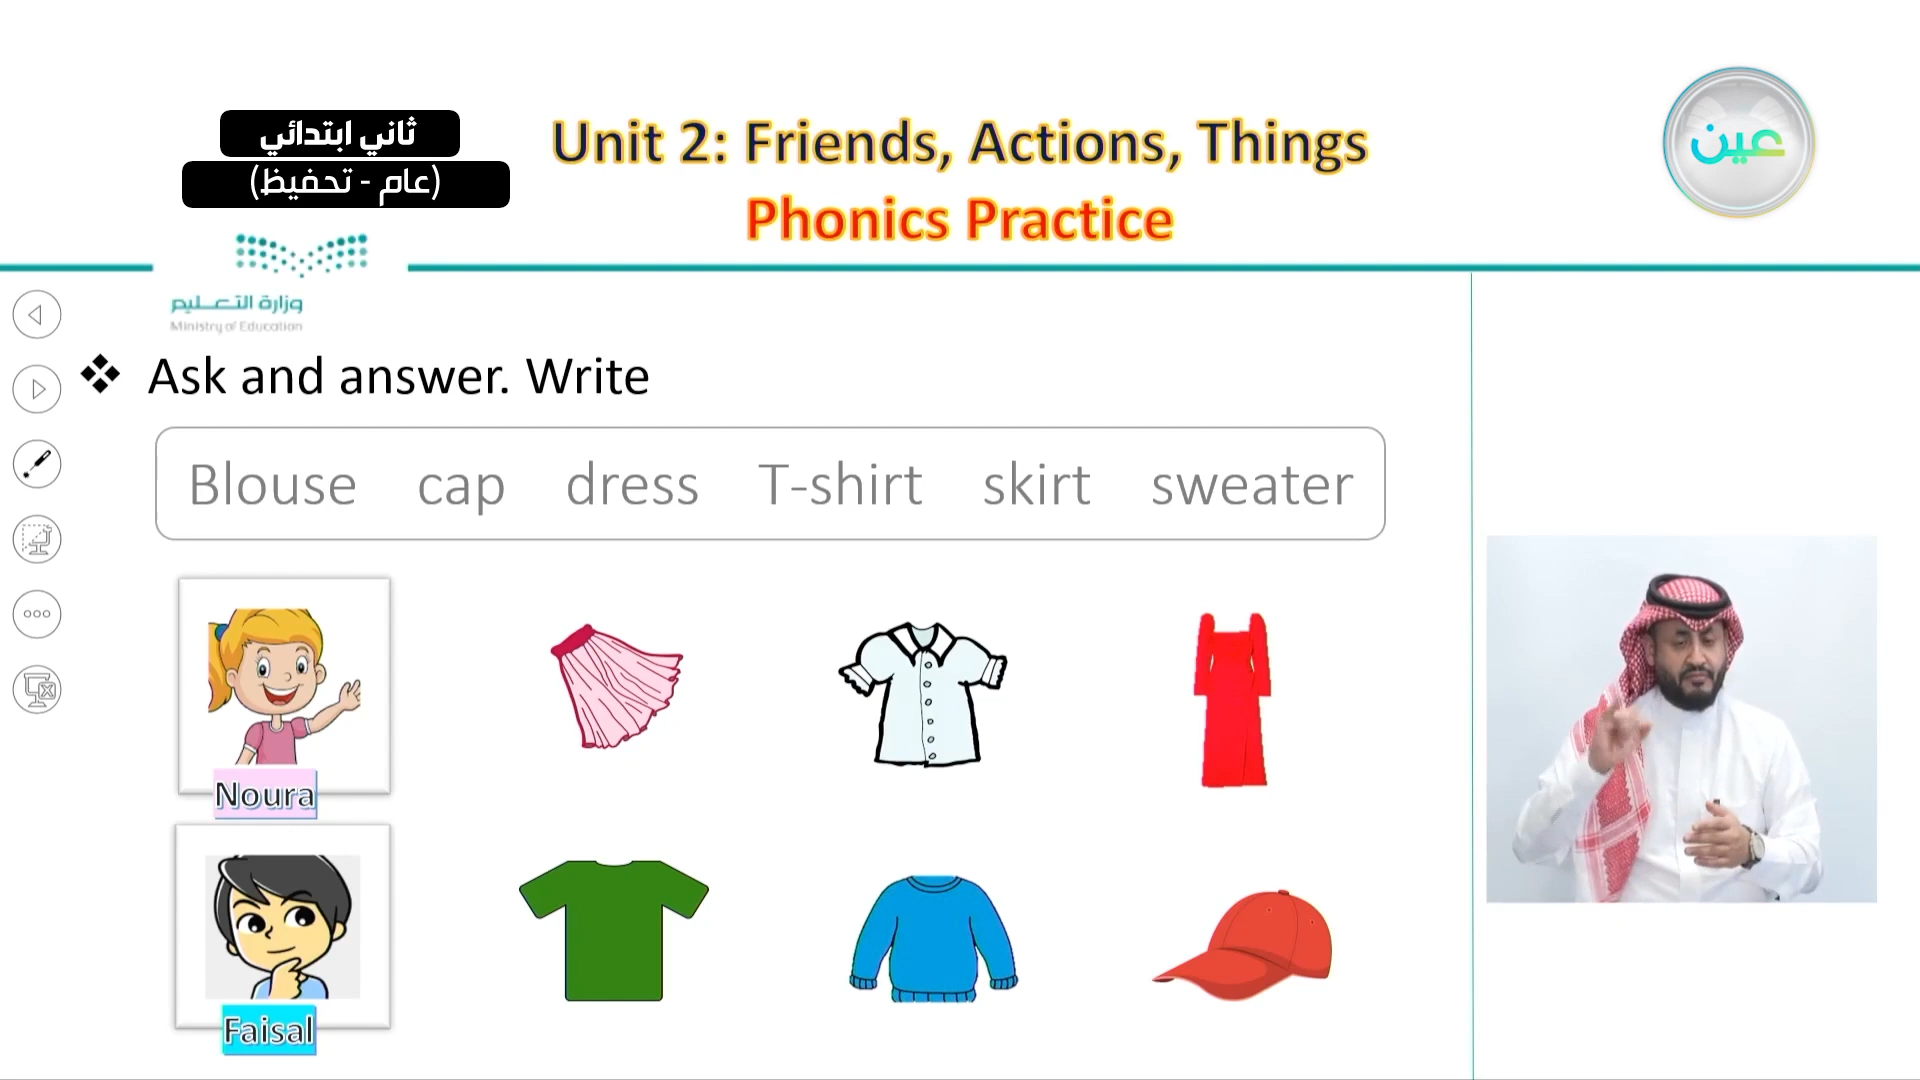 ثاني ابتدائي
(عام - تحفيظ)
Unit 2: Friends, Actions, Things
Phonics Practice
عين
وزارة التعليم
Ministry of Education
Ask and answer. Write
Blouse cap dress T-shirt skirt sweater
Noura
Faisal